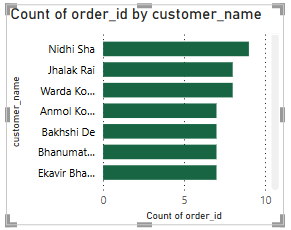 Count of order_id by customer_name
customer_name
Nidhi Sha
Jhalak Rai
Warda Ko...
Anmol Ko...
Bakhshi De
Bhanumat...
Ekavir Bha...
0 5 10
Count of order_id